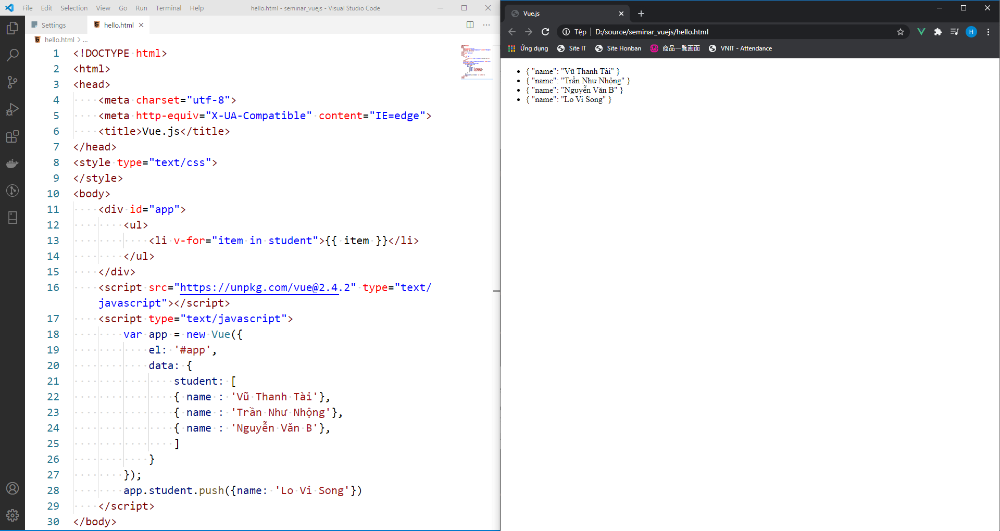 File Edit Selection View Go Run Terminal Help hello.html - seminar_vuejs - Visual Studio Code
Settings hello.html
hello.html > ...
1 <!DOCTYPE html>
2 <html>
3 <head>
4 <meta charset="utf-8">
5 <meta http-equiv="X-UA-Compatible" content="IE=edge">
6 <title>Vue.js</title>
7 </head>
8 <style type="text/css">
9 </style>
10 <body>
11 <div id="app">
12 <ul>
13 <li v-for="item in student">{{ item }}</li>
14 </ul>
15 </div>
16 <script src="https://unpkg.com/vue@2.4.2" type="text/
javascript"></script>
17 <script type="text/javascript">
18 var app = new Vue({
19 el: '#app',
20 data: {
21 student: [
22 { name : 'Vũ Thanh Tài'},
23 { name : 'Trần Như Nhộng'},
24 { name : 'Nguyễn Văn B'},
25 ]
26 }
27 });
28 app.student.push({name: 'Lo Vi Song'})
29 </script>
30 </body>
Vue.js
Tệp D:/source/seminar_vuejs/hello.html H
Ứng dụng Site IT Site Honban 商品一覧画面 VNIT - Attendance
{ "name": "Vũ Thanh Tài" }
{ "name": "Trần Như Nhộng" }
{ "name": "Nguyễn Văn B" }
{ "name": "Lo Vi Song" }